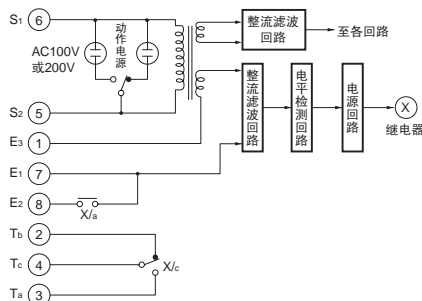 S1 6
动作电源
AC100V
或200V
整流滤波
回路
至各回路
S2 5
E3 1
E1 7
E2 8
X/a
整流滤波回路
电平检测回路
电源回路
X
继电器
Tb 2
Tc 4
X/c
Ta 3